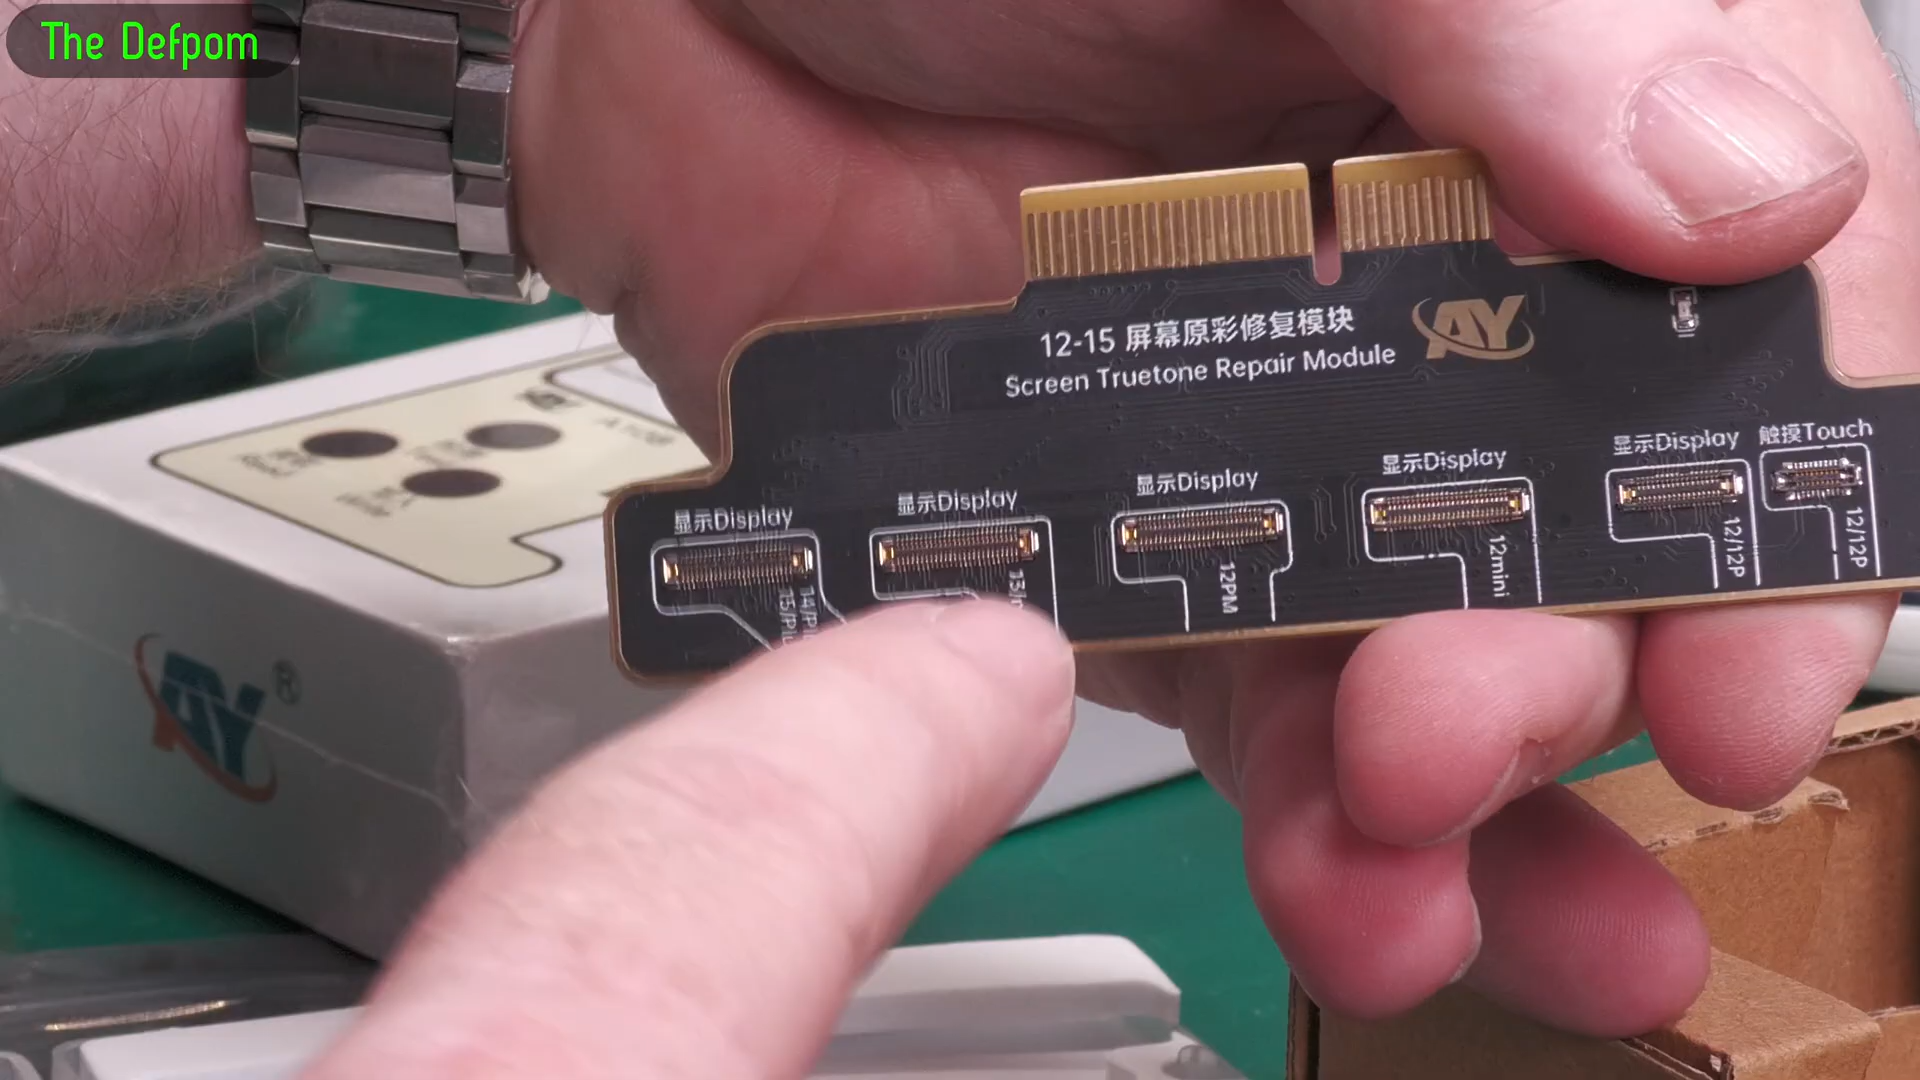 The Defpom
12-15 屏幕原彩修复模块
Screen Truetone Repair Module
AY
显示Display
显示Display
显示Display
显示Display
显示Display
触摸Touch
12PM
12mini
12/12P
12/12P
AY®